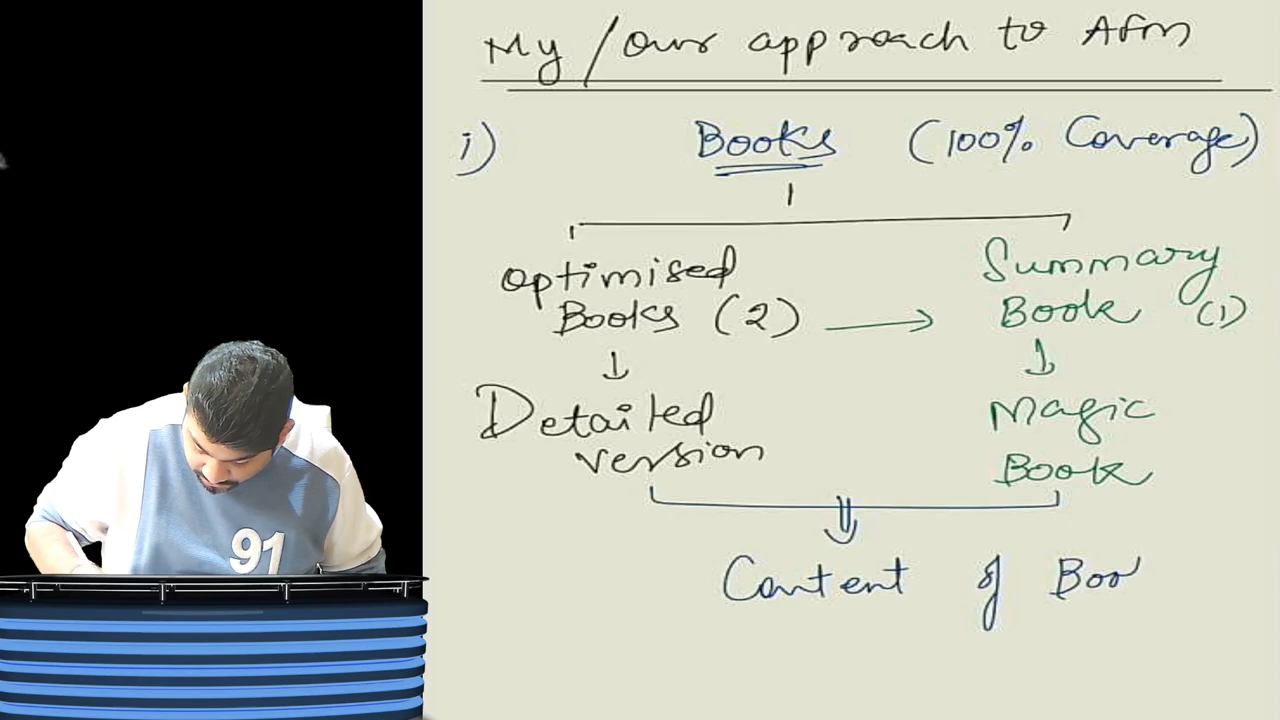 My / our approach to Afm
i) Books (100% Coverage)
Optimised Summary
Books (2) → Book (1)
↓ ↓
Detailed Magic
version Book
⇓
Content of Boo
91